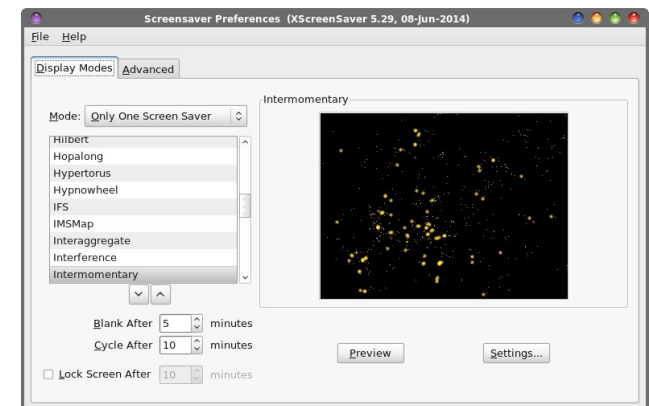 Screensaver Preferences (XScreenSaver 5.29, 08-Jun-2014)
File Help
Display Modes Advanced
Mode: Only One Screen Saver
Hilbert
Hopalong
Hypertorus
Hypnowheel
IFS
IMSMap
Interaggregate
Interference
Intermomentary
Blank After 5 minutes
Cycle After 10 minutes
Lock Screen After 10 minutes
Intermomentary
Preview Settings...